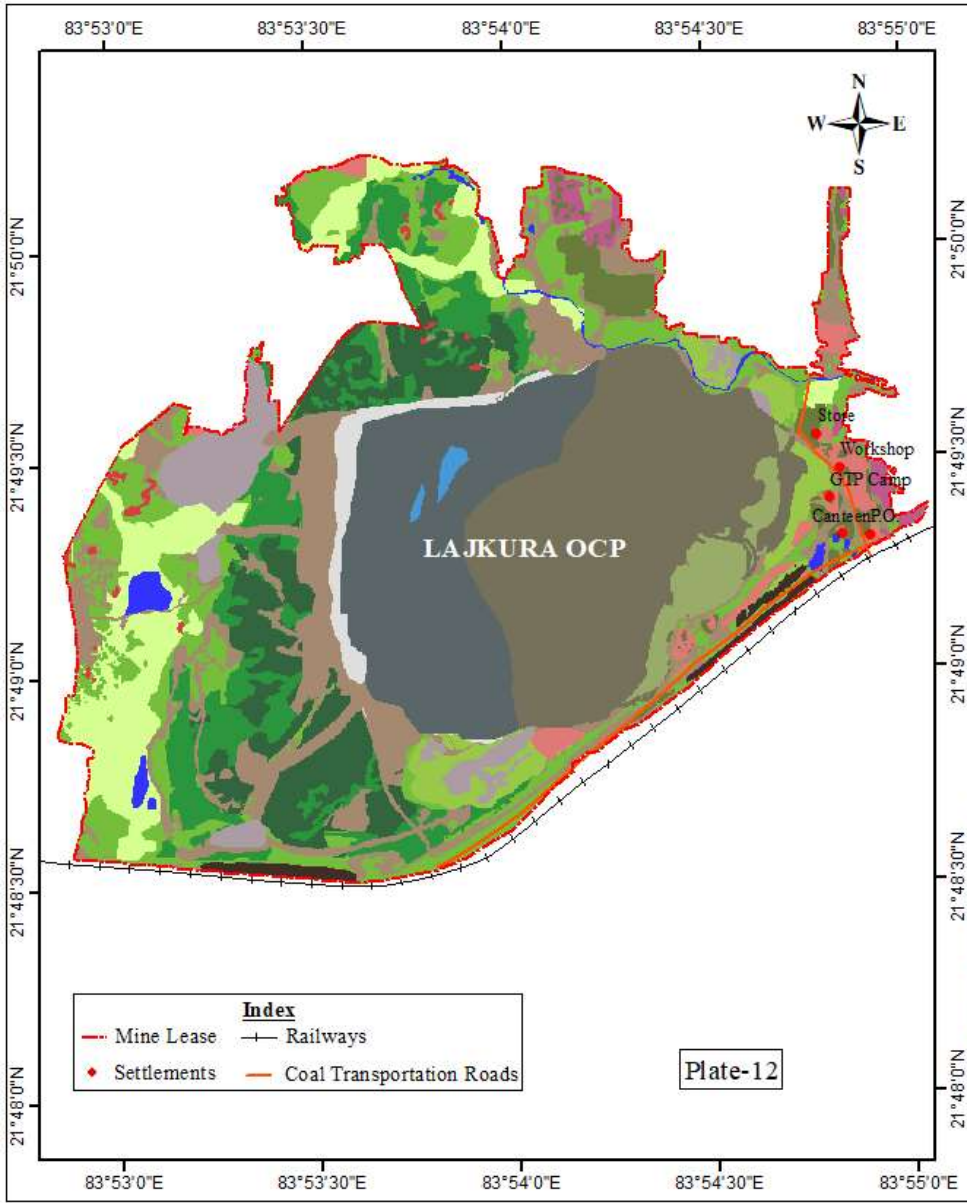 83°53'0"E 83°53'30"E 83°54'0"E 83°54'30"E 83°55'0"E
N
W E
S
21°50'0"N 21°50'0"N
Store
21°49'30"N Workshop 21°49'30"N
GTP Camp
Canteen P.O.
LAJKURA OCP
21°49'0"N 21°49'0"N
21°48'30"N 21°48'30"N
Index
Mine Lease Railways
Settlements Coal Transportation Roads
Plate-12
21°48'0"N 21°48'0"N
83°53'0"E 83°53'30"E 83°54'0"E 83°54'30"E 83°55'0"E